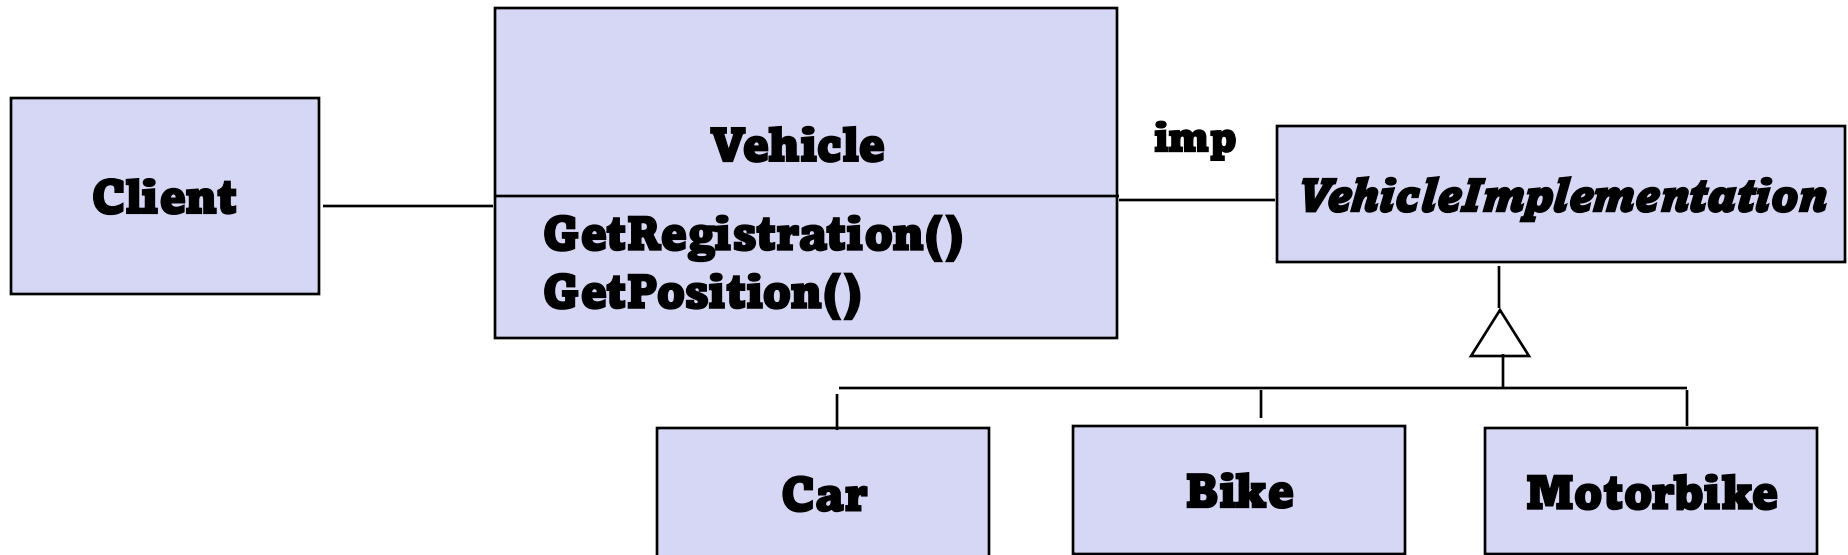 Client
Vehicle
GetRegistration()
GetPosition()
imp
VehicleImplementation
Car
Bike
Motorbike